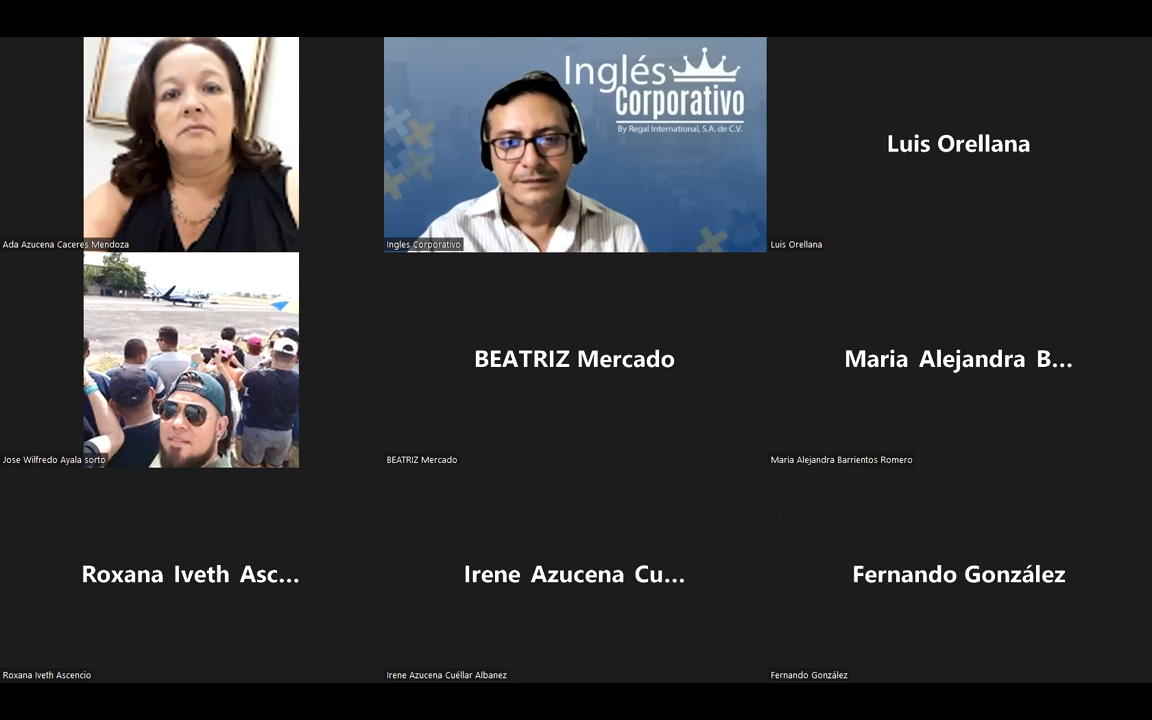 Inglés
Corporativo
By Regal International, S.A. de C.V.
Luis Orellana
Ada Azucena Caceres Mendoza
Ingles Corporativo
Luis Orellana
BEATRIZ Mercado
Maria Alejandra B...
Jose Wilfredo Ayala sorto
BEATRIZ Mercado
Maria Alejandra Barrientos Romero
Roxana Iveth Asc...
Irene Azucena Cu...
Fernando González
Roxana Iveth Ascencio
Irene Azucena Cuéllar Albanez
Fernando González